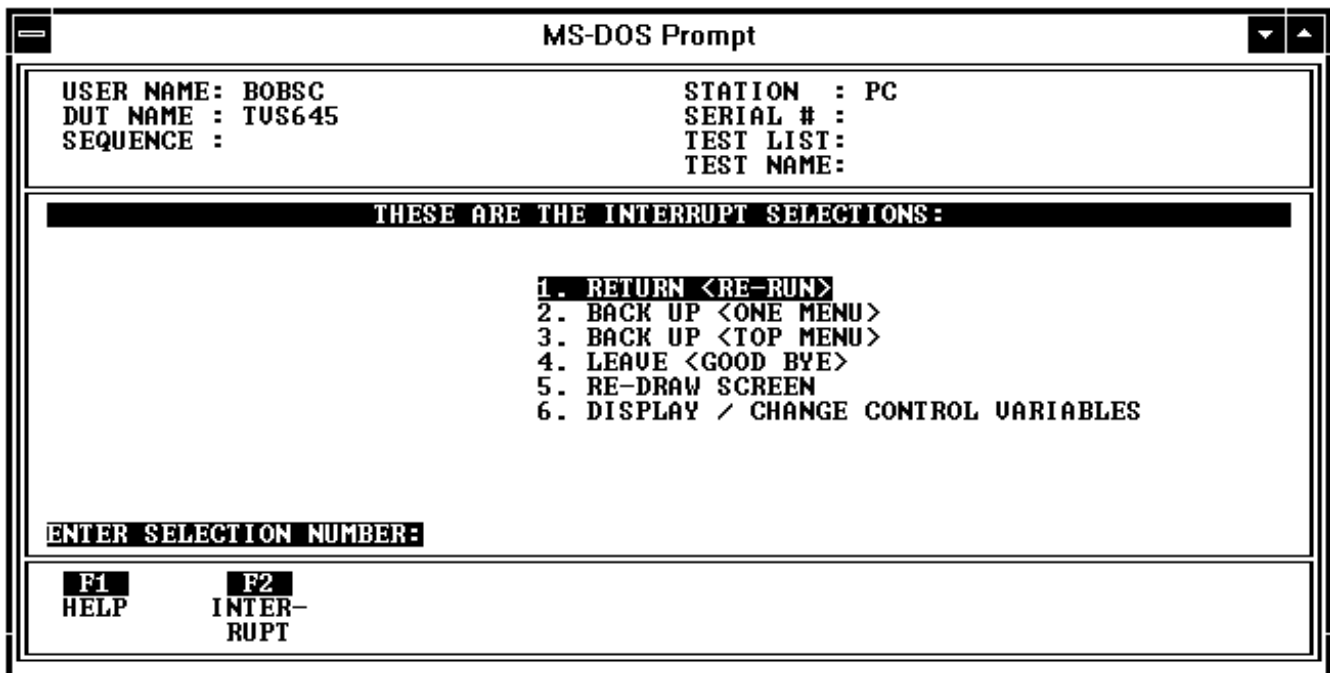 MS-DOS Prompt
USER NAME: BOBSC
DUT NAME : TVS645
SEQUENCE :
STATION : PC
SERIAL # :
TEST LIST:
TEST NAME:
THESE ARE THE INTERRUPT SELECTIONS:
1. RETURN <RE-RUN>
2. BACK UP <ONE MENU>
3. BACK UP <TOP MENU>
4. LEAVE <GOOD BYE>
5. RE-DRAW SCREEN
6. DISPLAY / CHANGE CONTROL VARIABLES
ENTER SELECTION NUMBER:
F1
HELP
F2
INTER-
RUPT